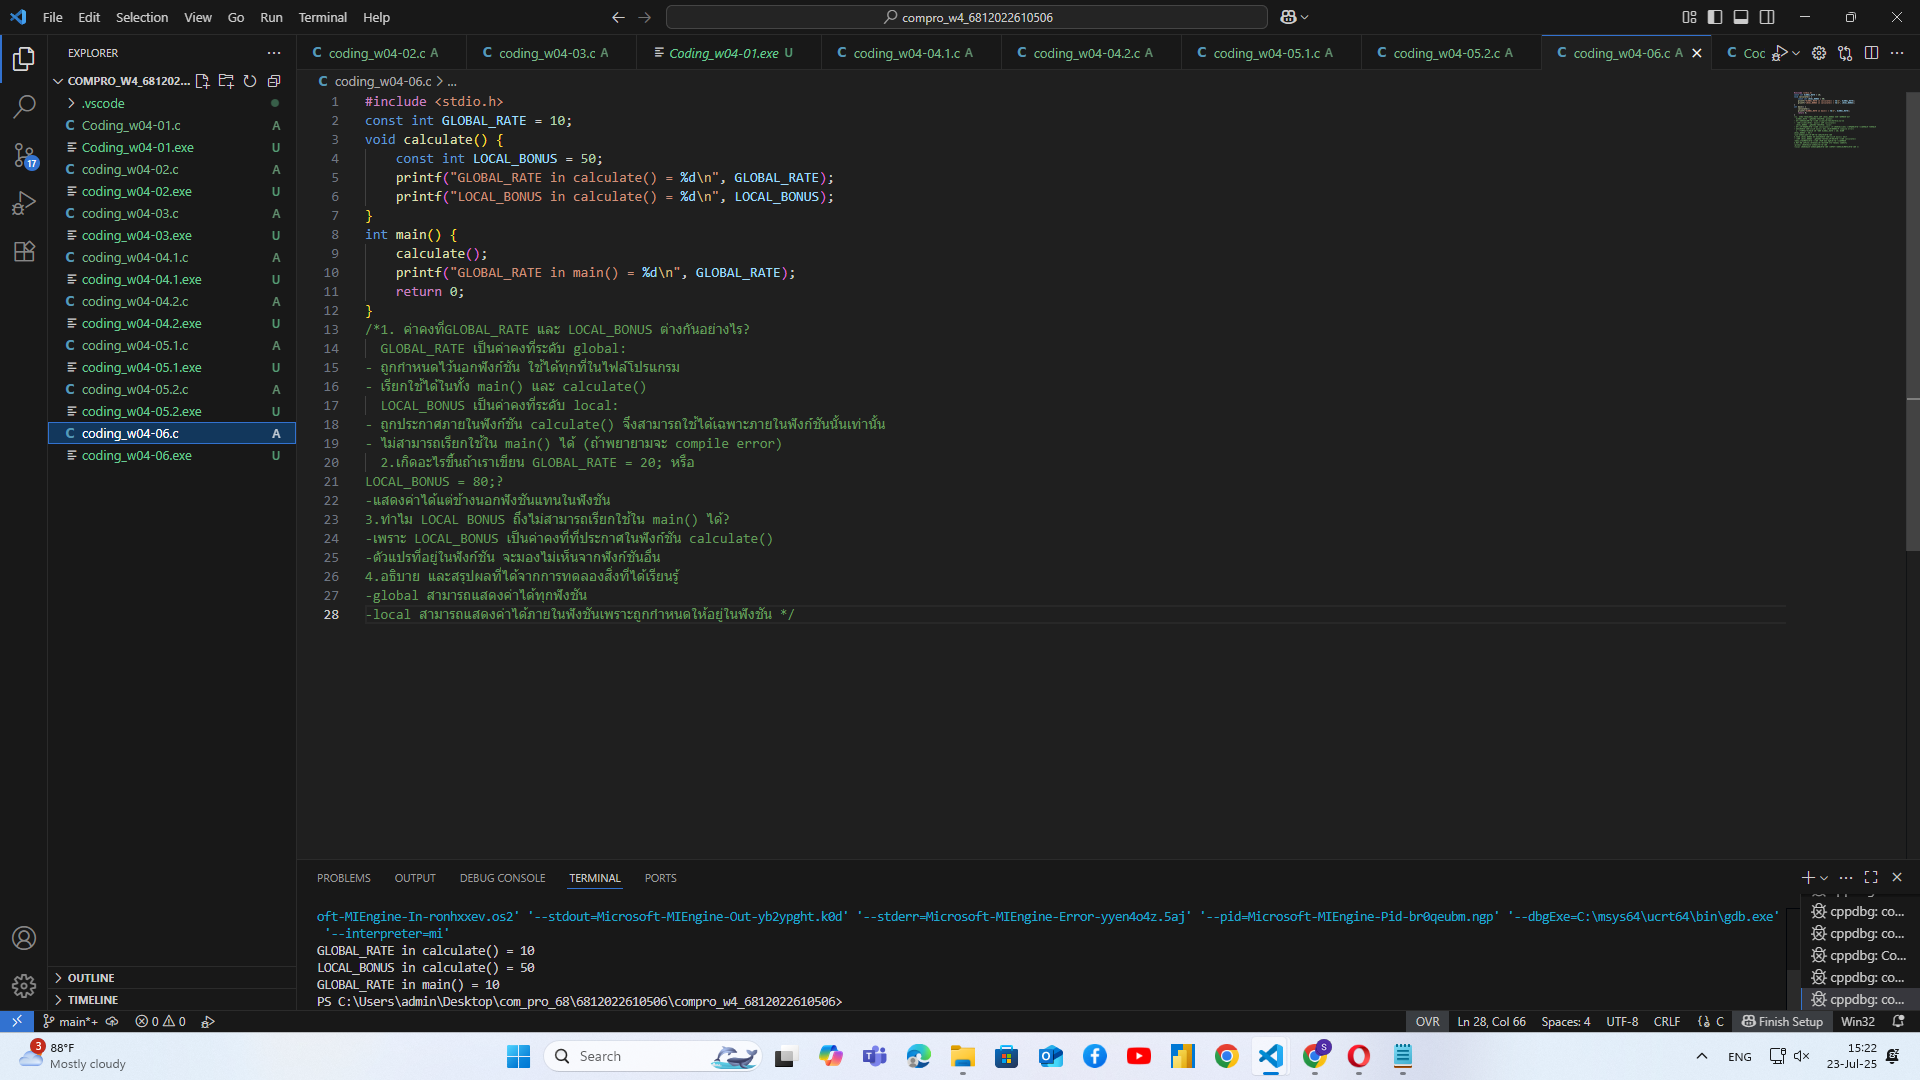 File Edit Selection View Go Run Terminal Help
compro_w4_6812022610506
EXPLORER
COMPRO_W4_681202...
.vscode
Coding_w04-01.c A
Coding_w04-01.exe U
coding_w04-02.c A
coding_w04-02.exe U
coding_w04-03.c A
coding_w04-03.exe U
coding_w04-04.1.c A
coding_w04-04.1.exe U
coding_w04-04.2.c A
coding_w04-04.2.exe U
coding_w04-05.1.c A
coding_w04-05.1.exe U
coding_w04-05.2.c A
coding_w04-05.2.exe U
coding_w04-06.c A
coding_w04-06.exe U
OUTLINE
TIMELINE
coding_w04-02.c A coding_w04-03.c A Coding_w04-01.exe U coding_w04-04.1.c A coding_w04-04.2.c A coding_w04-05.1.c A coding_w04-05.2.c A coding_w04-06.c A Coc
coding_w04-06.c > ...
1 #include <stdio.h>
2 const int GLOBAL_RATE = 10;
3 void calculate() {
4 const int LOCAL_BONUS = 50;
5 printf("GLOBAL_RATE in calculate() = %d\n", GLOBAL_RATE);
6 printf("LOCAL_BONUS in calculate() = %d\n", LOCAL_BONUS);
7 }
8 int main() {
9 calculate();
10 printf("GLOBAL_RATE in main() = %d\n", GLOBAL_RATE);
11 return 0;
12 }
13 /*1. ค่าคงที่GLOBAL_RATE และ LOCAL_BONUS ต่างกันอย่างไร?
14 GLOBAL_RATE เป็นค่าคงที่ระดับ global:
15 - ถูกกำหนดไว้นอกฟังก์ชัน ใช้ได้ทุกที่ในไฟล์โปรแกรม
16 - เรียกใช้ได้ในทั้ง main() และ calculate()
17 LOCAL_BONUS เป็นค่าคงที่ระดับ local:
18 - ถูกประกาศภายในฟังก์ชัน calculate() จึงสามารถใช้ได้เฉพาะภายในฟังก์ชันนั้นเท่านั้น
19 - ไม่สามารถเรียกใช้ใน main() ได้ (ถ้าพยายามจะ compile error)
20 2.เกิดอะไรขึ้นถ้าเราเขียน GLOBAL_RATE = 20; หรือ
21 LOCAL_BONUS = 80;?
22 -แสดงค่าได้แต่ข้างนอกฟังชันแทนในฟังชัน
23 3.ทำไม LOCAL BONUS ถึงไม่สามารถเรียกใช้ใน main() ได้?
24 -เพราะ LOCAL_BONUS เป็นค่าคงที่ที่ประกาศในฟังก์ชัน calculate()
25 -ตัวแปรที่อยู่ในฟังก์ชัน จะมองไม่เห็นจากฟังก์ชันอื่น
26 4.อธิบาย และสรุปผลที่ได้จากการทดลองสิ่งที่ได้เรียนรู้
27 -global สามารถแสดงค่าได้ทุกฟังชัน
28 -local สามารถแสดงค่าได้ภายในฟังชันเพราะถูกกำหนดให้อยู่ในฟังชัน */
PROBLEMS OUTPUT DEBUG CONSOLE TERMINAL PORTS
oft-MIEngine-In-ronhxxev.os2' '--stdout=Microsoft-MIEngine-Out-yb2ypght.k0d' '--stderr=Microsoft-MIEngine-Error-yyen4o4z.5aj' '--pid=Microsoft-MIEngine-Pid-br0qeubm.ngp' '--dbgExe=C:\msys64\ucrt64\bin\gdb.exe'
'--interpreter=mi'
GLOBAL_RATE in calculate() = 10
LOCAL_BONUS in calculate() = 50
GLOBAL_RATE in main() = 10
PS C:\Users\admin\Desktop\com_pro_68\6812022610506\compro_w4_6812022610506>
cppdbg: co...
cppdbg: co...
cppdbg: Co...
cppdbg: co...
cppdbg: co...
17
main*+ 0 0 OVR Ln 28, Col 66 Spaces: 4 UTF-8 CRLF C Finish Setup Win32
3
88°F
Mostly cloudy
Search
S
ENG
15:22
23-Jul-25